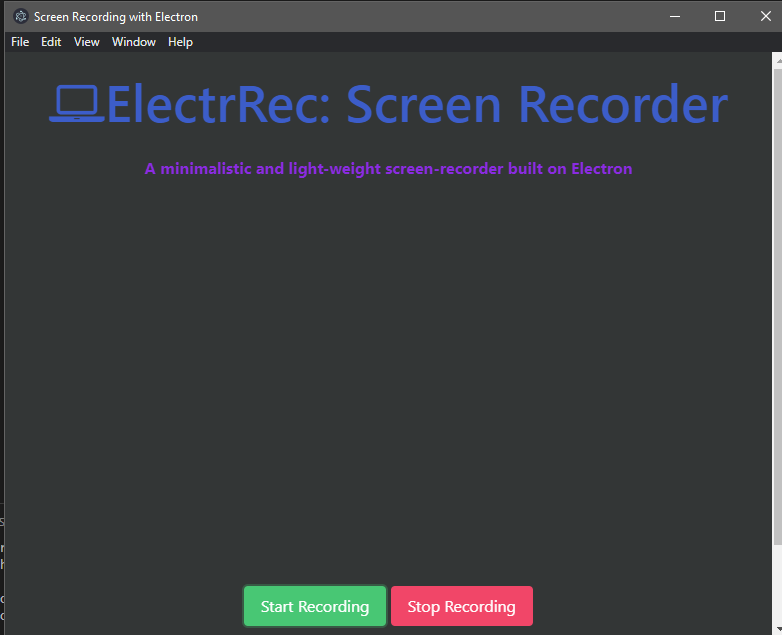 Screen Recording with Electron
File Edit View Window Help
ElectrRec: Screen Recorder
A minimalistic and light-weight screen-recorder built on Electron
Start Recording Stop Recording